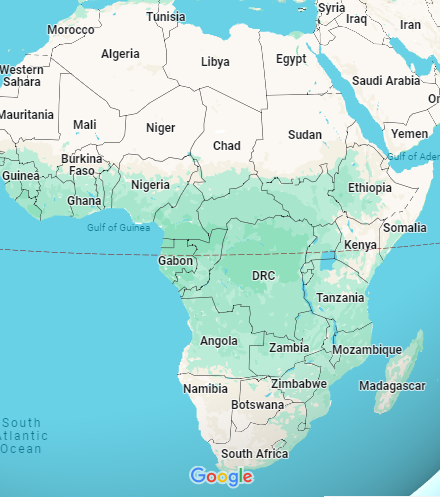 Syria
Tunisia
Iraq
Iran
Morocco
Algeria
Libya
Egypt
Western
Sahara
Saudi Arabia
Mauritania
Mali
Niger
Chad
Sudan
Yemen
Gulf of Aden
Burkina
Faso
Guinea
Nigeria
Ethiopia
Ghana
Gulf of Guinea
Somalia
Kenya
Gabon
DRC
Tanzania
Angola
Zambia
Mozambique
Namibia
Zimbabwe
Madagascar
Botswana
South
Atlantic
Ocean
South Africa
Google